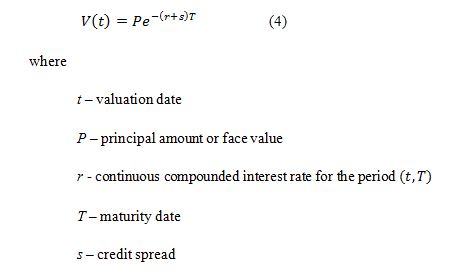 V(t) = Pe^{-(r+s)T} (4)
where
t – valuation date
P – principal amount or face value
r - continuous compounded interest rate for the period (t, T)
T – maturity date
s – credit spread